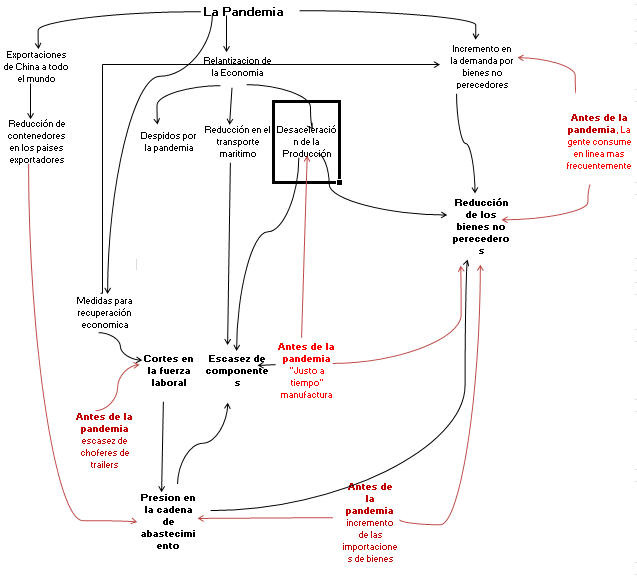 La Pandemia
Exportaciones
de China a todo
el mundo
Relantizacion de
la Economia
Incremento en
la demanda por
bienes no
perecedores
Reducción de
contenedores
en los paises
exportadores
Despidos por
la pandemia
Reducción en el
transporte
maritimo
Desaceleració
n de la
Producción
Antes de la
pandemia, La
gente consume
en linea mas
frecuentemente
Reducción
de los
bienes no
perecedero
s
Medidas para
recuperación
economica
Cortes en
la fuerza
laboral
Escasez de
componente
s
Antes de la
pandemia
"Justo a
tiempo"
manufactura
Antes de la
pandemia
escasez de
choferes de
trailers
Presion en
la cadena
de
abastecimi
ento
Antes de
la
pandemia
incremento
de las
importacione
s de bienes